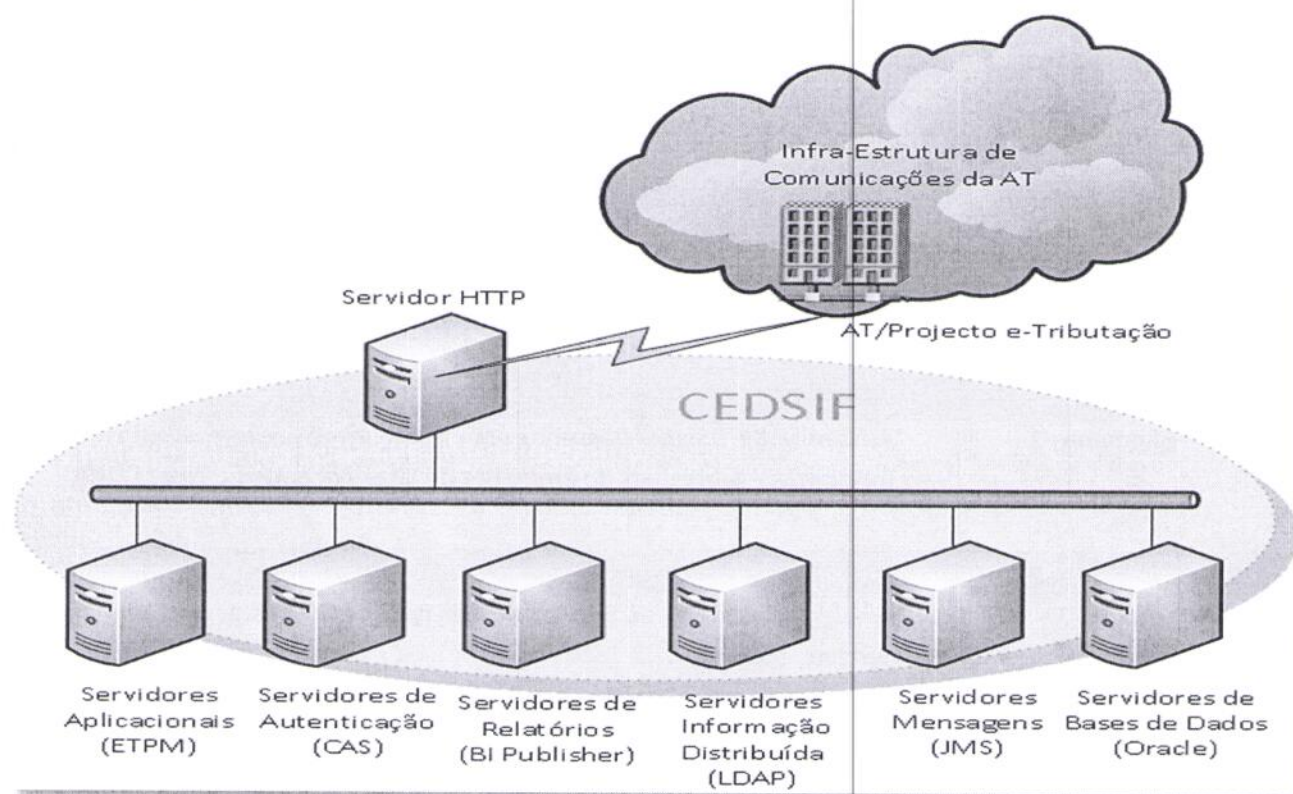 Infra-Estrutura de
Comunicações da AT
Servidor HTTP
AT/Projecto e-Tributação
CEDSIF
Servidores
Aplicacionais
(ETPM)
Servidores de
Autenticação
(CAS)
Servidores de
Relatórios
(BI Publisher)
Servidores
Informação
Distribuída
(LDAP)
Servidores
Mensagens
(JMS)
Servidores de
Bases de Dados
(Oracle)